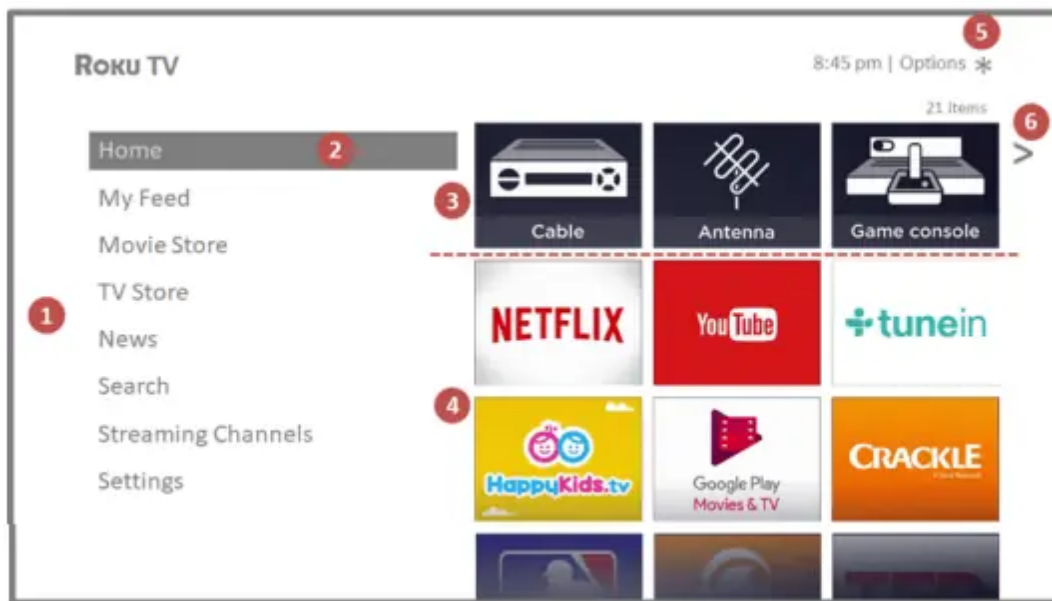 5
ROKU TV
8:45 pm | Options *
21 Items
6
>
Home
2
My Feed
Movie Store
TV Store
News
Search
Streaming Channels
Settings
1
3
Cable
Antenna
Game console
NETFLIX
YouTube
tunein
4
HappyKids.tv
Google Play
Movies & TV
CRACKLE